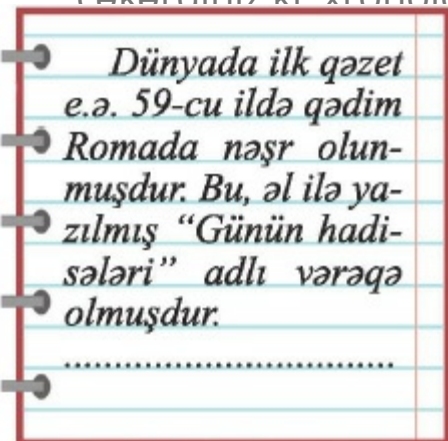 Dünyada ilk qəzet
e.ə. 59-cu ildə qədim
Romada nəşr olun-
muşdur. Bu, əl ilə ya-
zılmış “Günün hadi-
sələri” adlı vərəqə
olmuşdur.
.................................